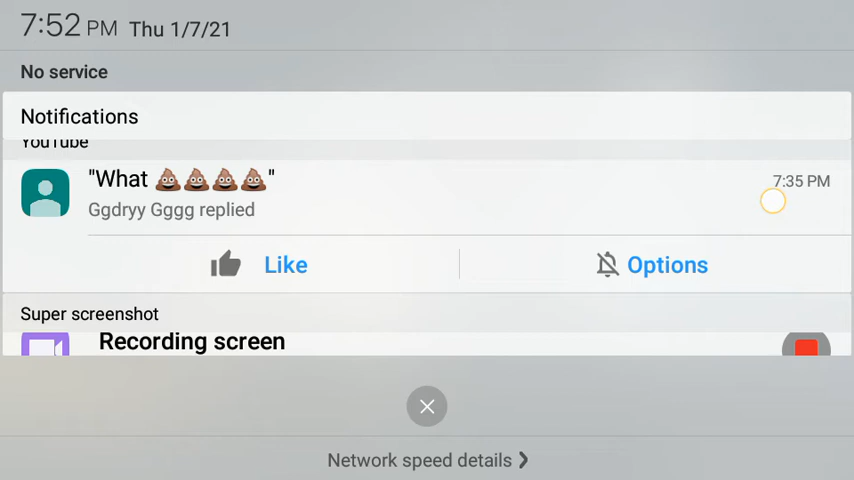 7:52 PM Thu 1/7/21
No service
Notifications
YouTube
"What 💩💩💩💩"
7:35 PM
Ggdryy Gggg replied
Like
Options
Super screenshot
Recording screen
Network speed details